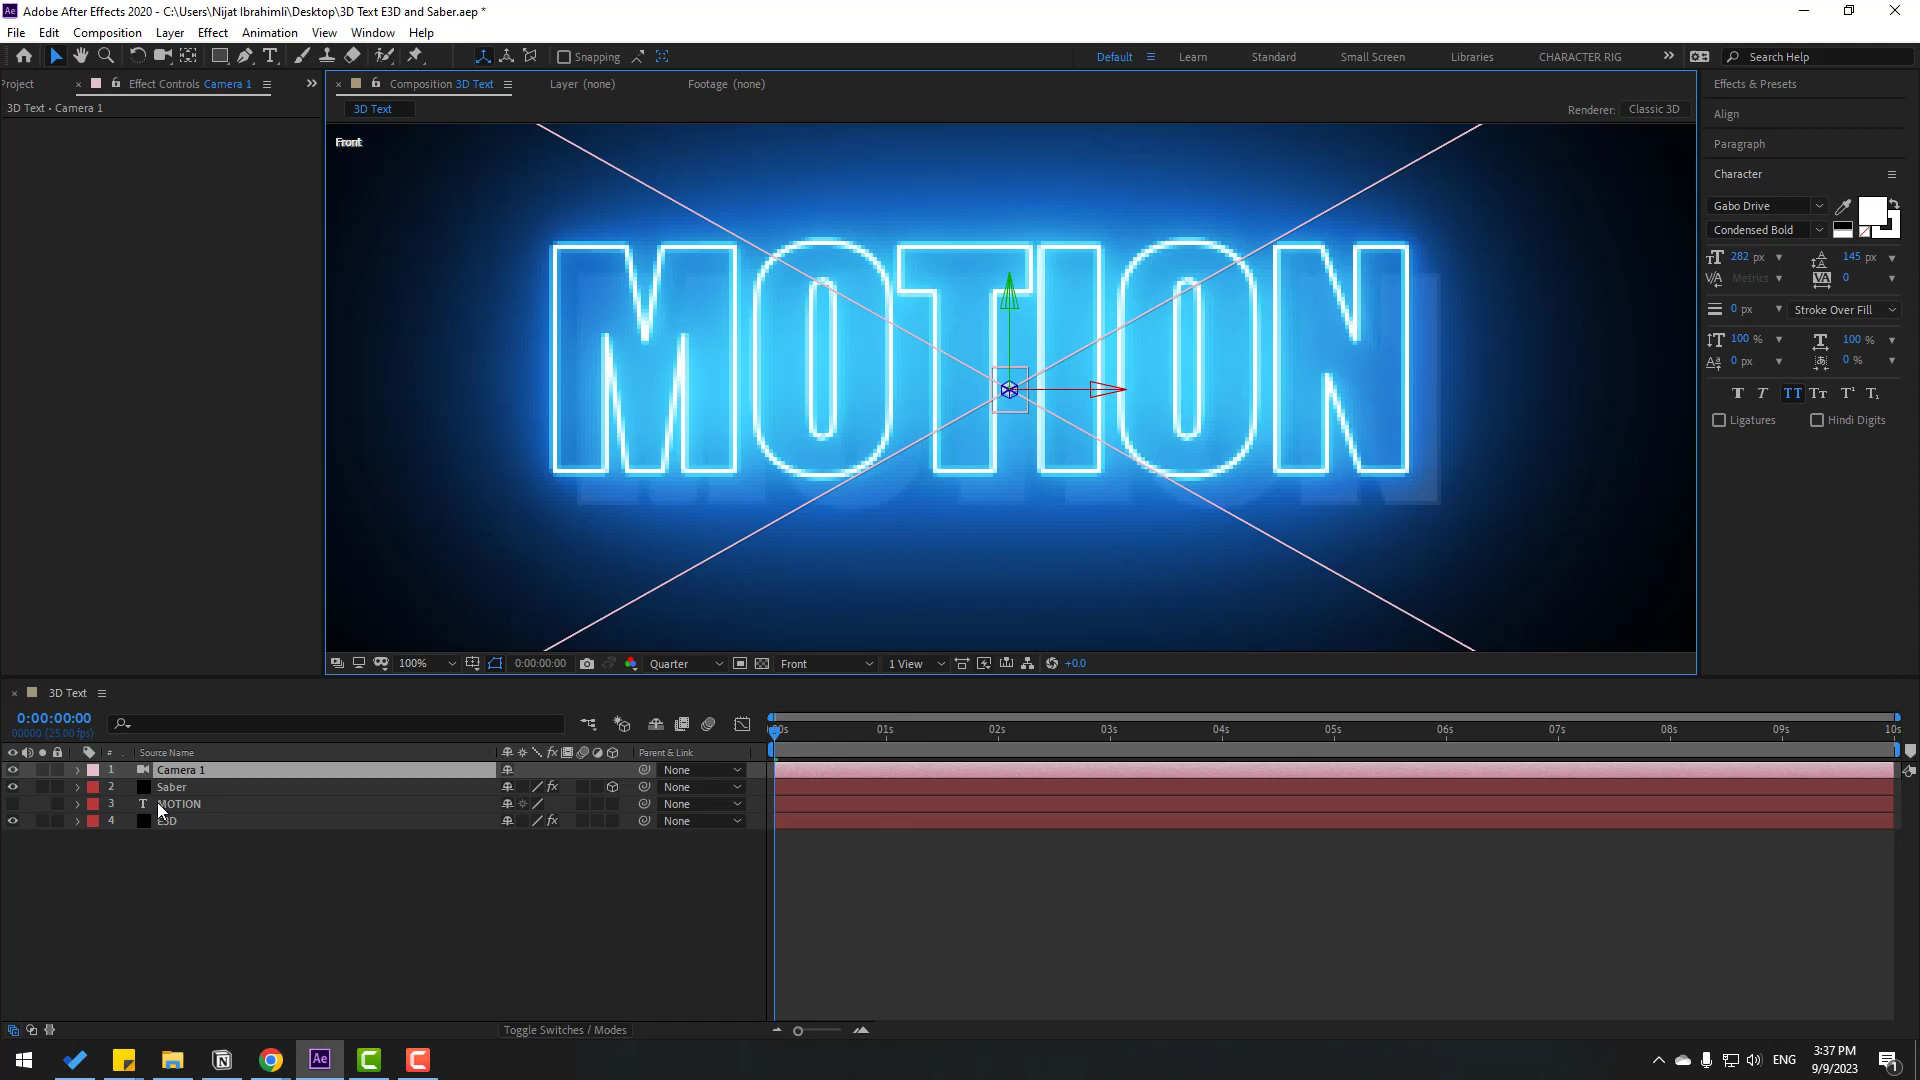 Adobe After Effects 2020 - C:\Users\Nijat Ibrahimli\Desktop\3D Text E3D and Saber.aep *
File Edit Composition Layer Effect Animation View Window Help
Snapping
Default Learn Standard Small Screen Libraries CHARACTER RIG Search Help
Project Effect Controls Camera 1 Composition 3D Text Layer (none) Footage (none) Effects & Presets
3D Text • Camera 1
3D Text Renderer: Classic 3D
Align
Front
Paragraph
Character
Gabo Drive
Condensed Bold
282 px 145 px
Metrics 0
0 px Stroke Over Fill
100 % 100 %
0 px 0 %
Ligatures Hindi Digits
MOTION
100% 0:00:00:00 Quarter Front 1 View +0.0
3D Text
0:00:00:00
00000 (25.00 fps)
:00s 01s 02s 03s 04s 05s 06s 07s 08s 09s 10s
# Source Name Parent & Link
1 Camera 1 None
2 Saber None
3 MOTION None
4 E3D None
Toggle Switches / Modes
ENG 3:37 PM
9/9/2023
1